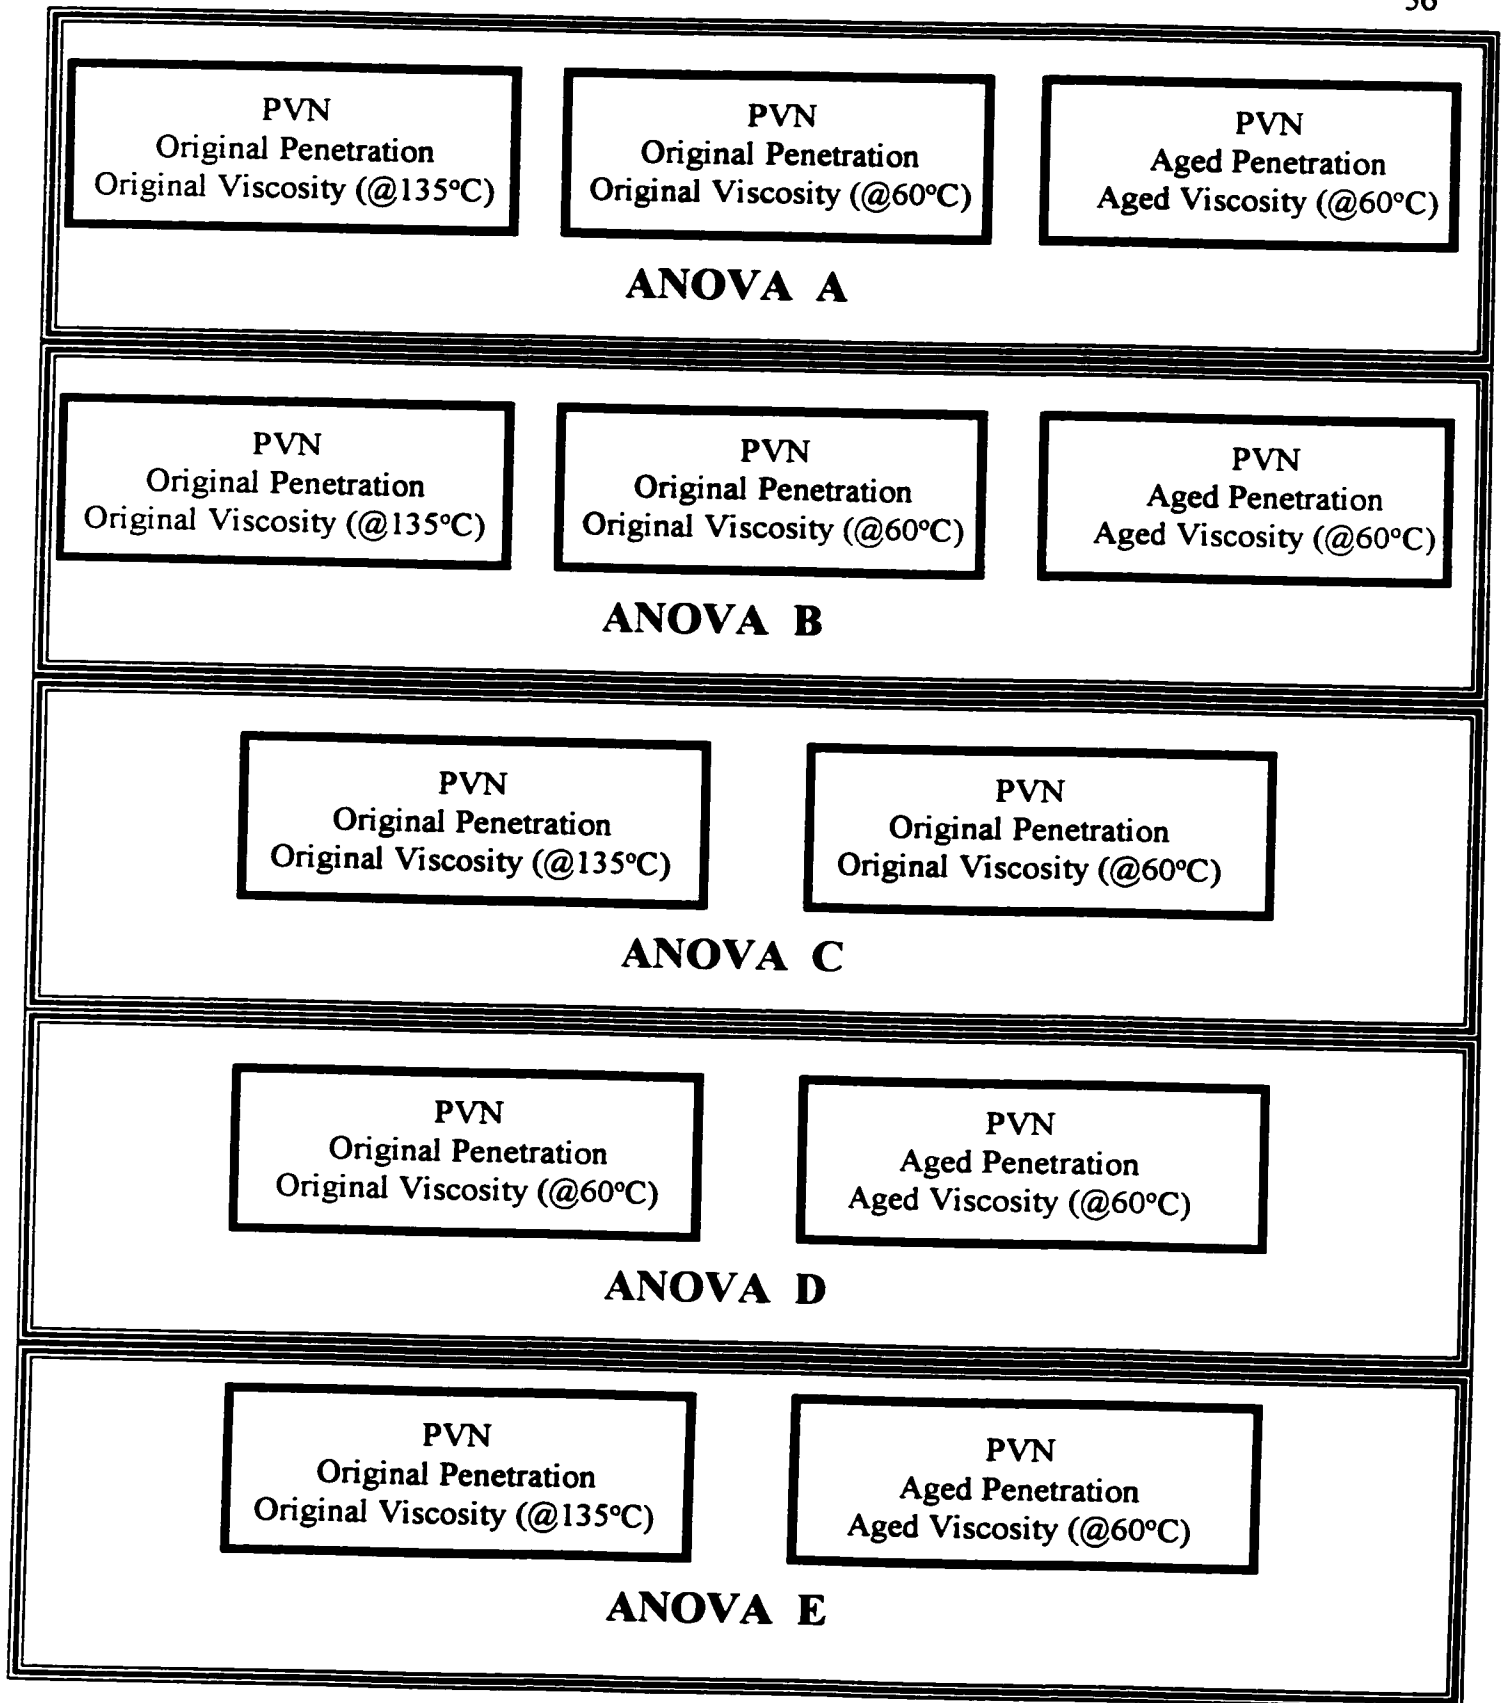 56
PVN
Original Penetration
Original Viscosity (@135°C)
PVN
Original Penetration
Original Viscosity (@60°C)
PVN
Aged Penetration
Aged Viscosity (@60°C)
ANOVA A
PVN
Original Penetration
Original Viscosity (@135°C)
PVN
Original Penetration
Original Viscosity (@60°C)
PVN
Aged Penetration
Aged Viscosity (@60°C)
ANOVA B
PVN
Original Penetration
Original Viscosity (@135°C)
PVN
Original Penetration
Original Viscosity (@60°C)
ANOVA C
PVN
Original Penetration
Original Viscosity (@60°C)
PVN
Aged Penetration
Aged Viscosity (@60°C)
ANOVA D
PVN
Original Penetration
Original Viscosity (@135°C)
PVN
Aged Penetration
Aged Viscosity (@60°C)
ANOVA E